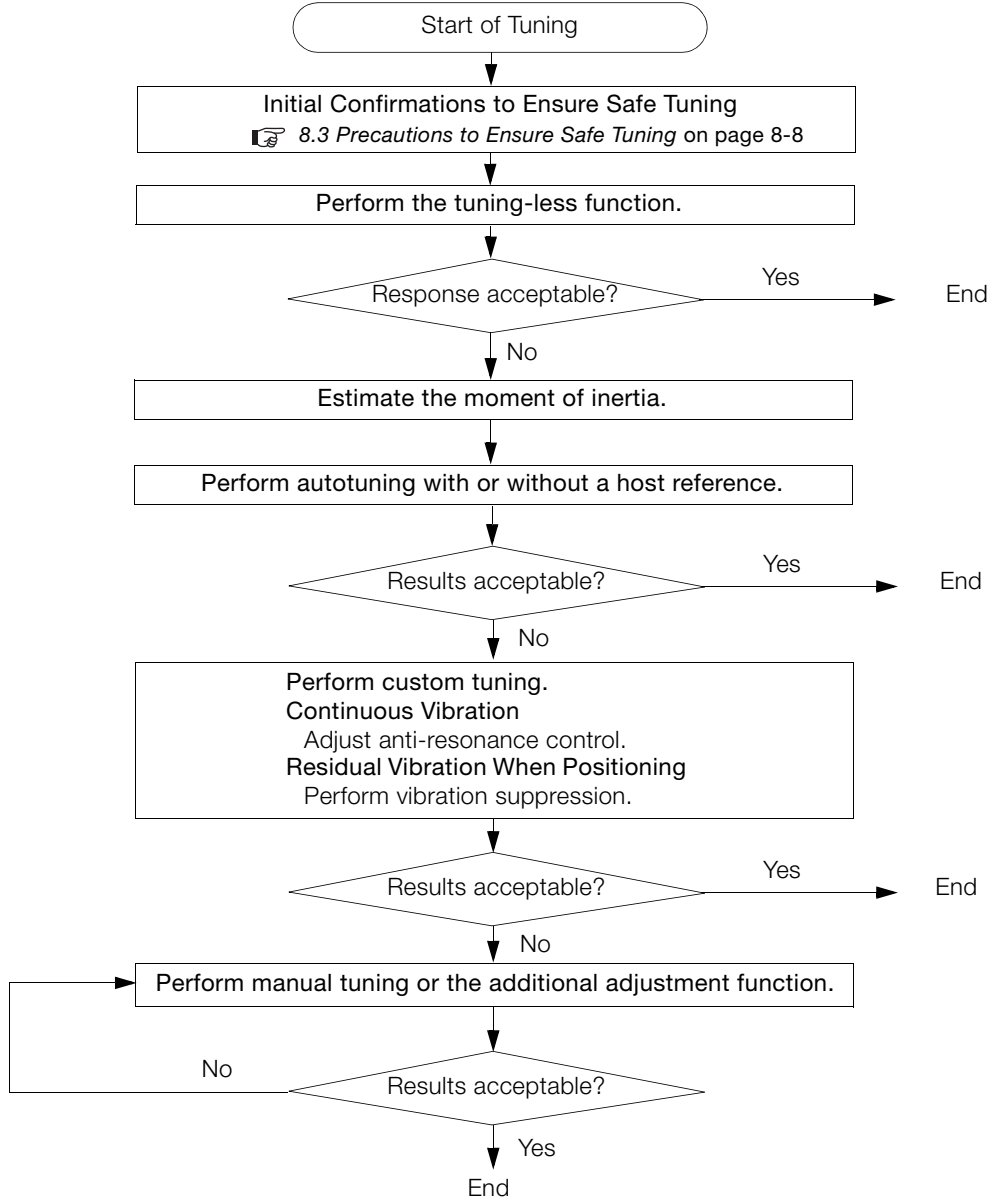 Start of Tuning
Initial Confirmations to Ensure Safe Tuning
8.3 Precautions to Ensure Safe Tuning on page 8-8
Perform the tuning-less function.
Response acceptable?
Yes
End
No
Estimate the moment of inertia.
Perform autotuning with or without a host reference.
Results acceptable?
Yes
End
No
Perform custom tuning.
Continuous Vibration
Adjust anti-resonance control.
Residual Vibration When Positioning
Perform vibration suppression.
Results acceptable?
Yes
End
No
Perform manual tuning or the additional adjustment function.
No
Results acceptable?
Yes
End